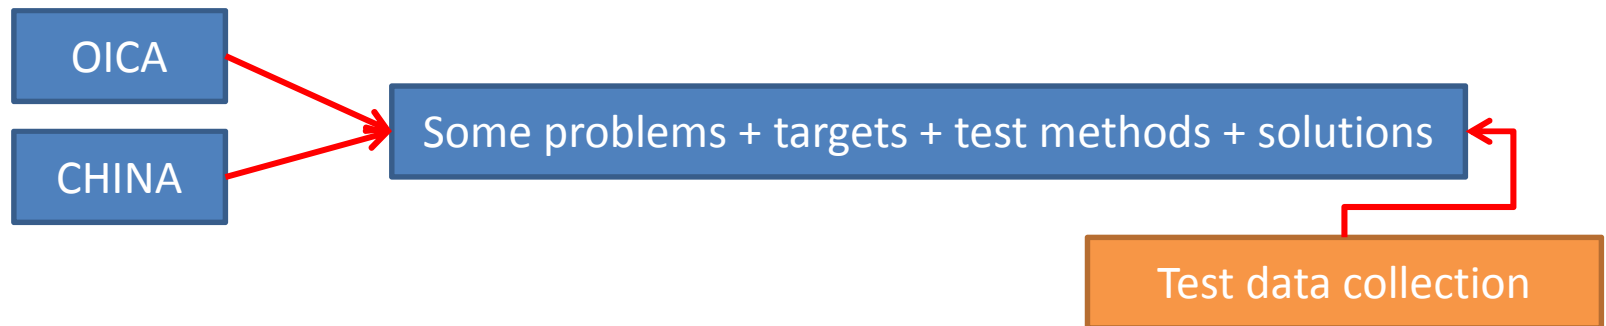 OICA
CHINA
Some problems + targets + test methods + solutions
Test data collection